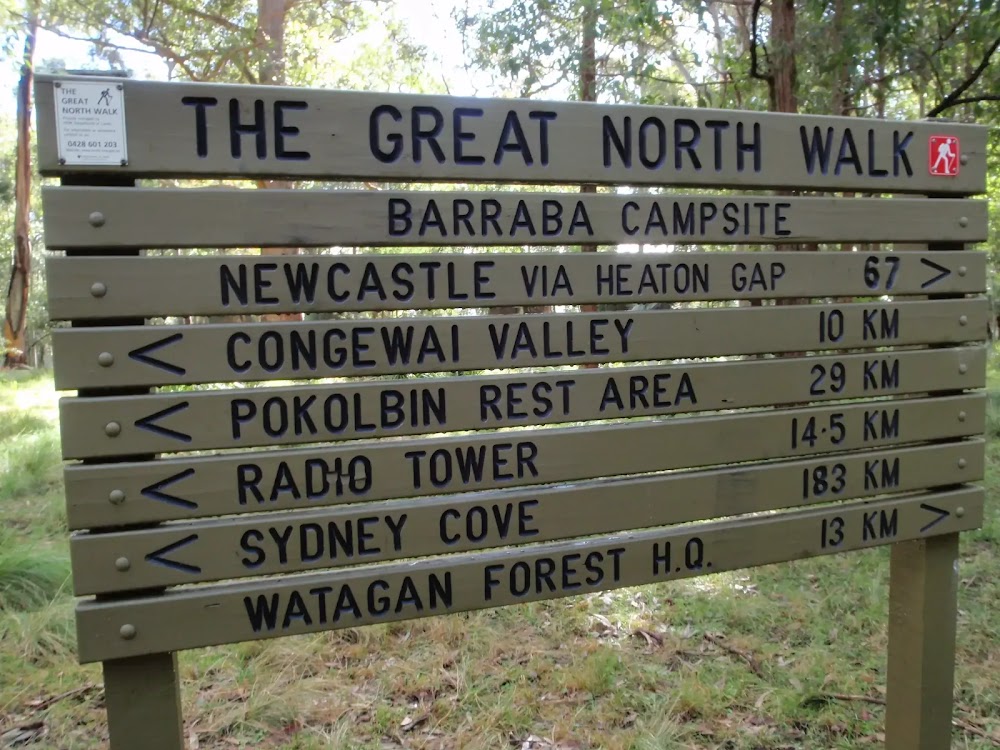 THE GREAT NORTH WALK
THE
GREAT
NORTH WALK
0428 601 203
BARRABA CAMPSITE
NEWCASTLE VIA HEATON GAP 67 >
< CONGEWAI VALLEY 10 KM
< POKOLBIN REST AREA 29 KM
< RADIO TOWER 14·5 KM
< SYDNEY COVE 183 KM
WATAGAN FOREST H.Q. 13 KM >